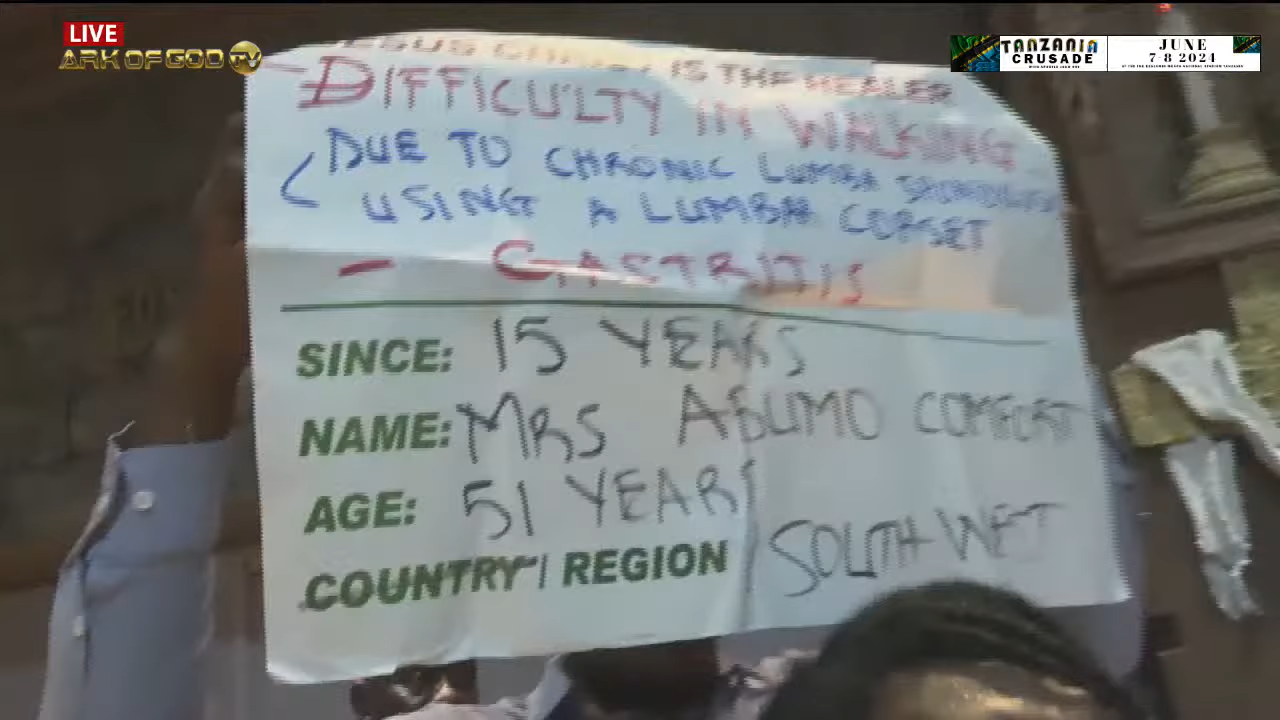 LIVE
ARK OF GOD TV
TANZANIA
CRUSADE
JUNE
7-8 2024
JESUS CHRIST IS THE HEALER
DIFFICULTY IN WALKING
DUE TO CHRONIC LUMBA
USING A LUMBA CORSET
- GASTRITIS
SINCE: 15 YEARS
NAME: MRS ABUMO COMFORT
AGE: 51 YEARS
COUNTRY / REGION SOUTH WET